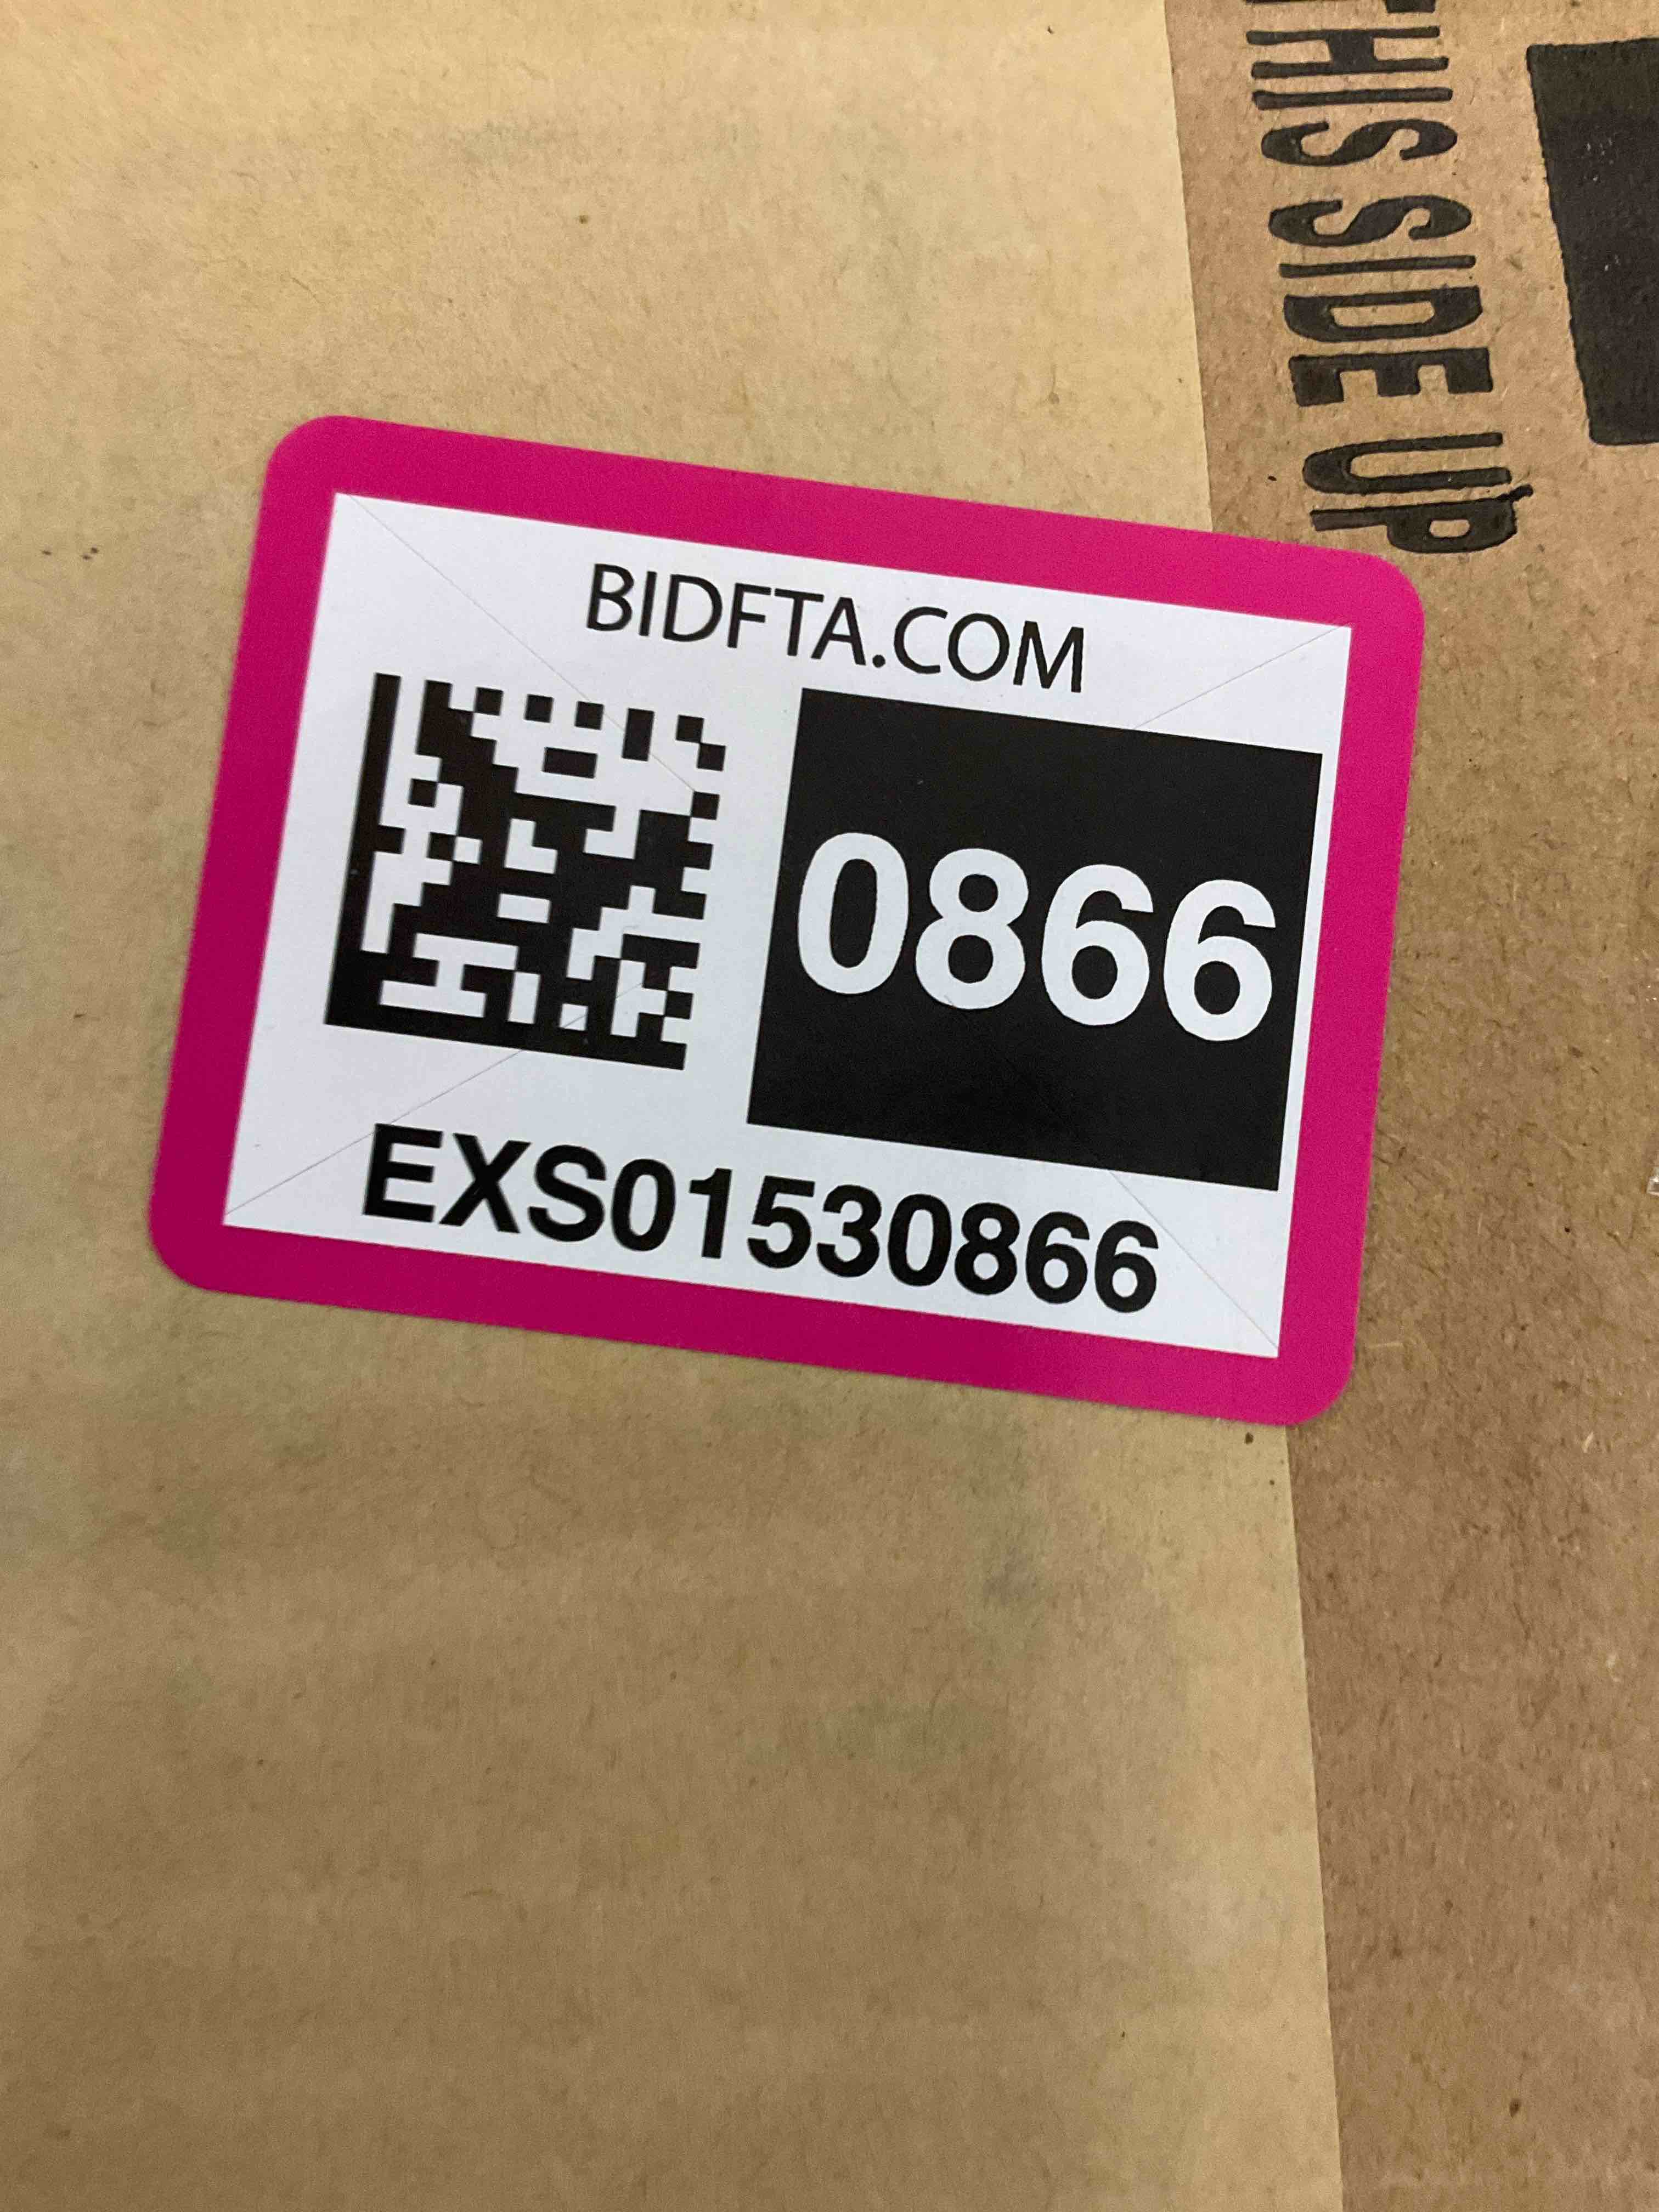 THIS SIDE UP
BIDFTA.COM
0866
EXS01530866